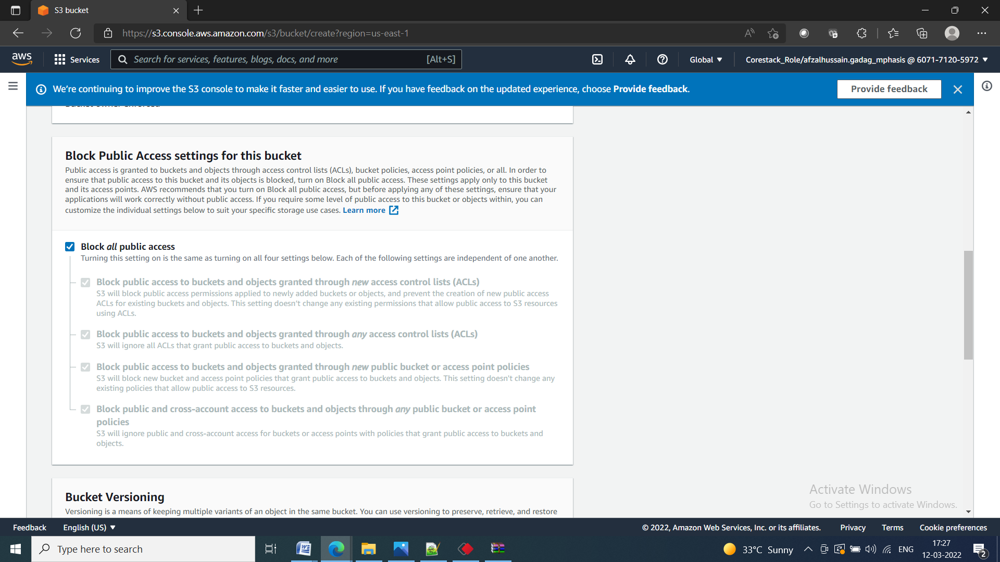 S3 bucket
https://s3.console.aws.amazon.com/s3/bucket/create?region=us-east-1
aws Services Search for services, features, blogs, docs, and more [Alt+S] Global Corestack_Role/afzalhussain.gadag_mphasis @ 6071-7120-5972
We're continuing to improve the S3 console to make it faster and easier to use. If you have feedback on the updated experience, choose Provide feedback. Provide feedback
Block Public Access settings for this bucket
Public access is granted to buckets and objects through access control lists (ACLs), bucket policies, access point policies, or all. In order to
ensure that public access to this bucket and its objects is blocked, turn on Block all public access. These settings apply only to this bucket
and its access points. AWS recommends that you turn on Block all public access, but before applying any of these settings, ensure that your
applications will work correctly without public access. If you require some level of public access to this bucket or objects within, you can
customize the individual settings below to suit your specific storage use cases. Learn more
Block all public access
Turning this setting on is the same as turning on all four settings below. Each of the following settings are independent of one another.
Block public access to buckets and objects granted through new access control lists (ACLs)
S3 will block public access permissions applied to newly added buckets or objects, and prevent the creation of new public access
ACLs for existing buckets and objects. This setting doesn't change any existing permissions that allow public access to S3 resources
using ACLs.
Block public access to buckets and objects granted through any access control lists (ACLs)
S3 will ignore all ACLs that grant public access to buckets and objects.
Block public access to buckets and objects granted through new public bucket or access point policies
S3 will block new bucket and access point policies that grant public access to buckets and objects. This setting doesn't change any
existing policies that allow public access to S3 resources.
Block public and cross-account access to buckets and objects through any public bucket or access point
policies
S3 will ignore public and cross-account access for buckets or access points with policies that grant public access to buckets and
objects.
Bucket Versioning
Versioning is a means of keeping multiple variants of an object in the same bucket. You can use versioning to preserve, retrieve, and restore
Activate Windows
Go to Settings to activate Windows.
Feedback English (US) © 2022, Amazon Web Services, Inc. or its affiliates. Privacy Terms Cookie preferences
Type here to search 33°C Sunny ENG 17:27
12-03-2022 2